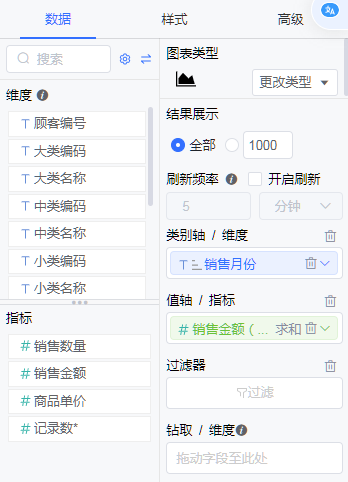 数据 样式 高级
搜索
维度
T 顾客编号
T 大类编码
T 大类名称
T 中类编码
T 中类名称
T 小类编码
T 小类名称
指标
# 销售数量
# 销售金额
# 商品单价
# 记录数*
图表类型
更改类型
结果展示
全部 1000
刷新频率 开启刷新
5 分钟
类别轴 / 维度
T 销售月份
值轴 / 指标
# 销售金额（... 求和
过滤器
过滤
钻取 / 维度
拖动字段至此处